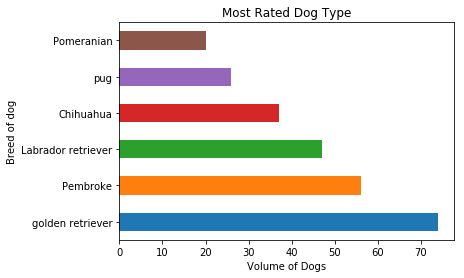 Most Rated Dog Type
Breed of dog
Pomeranian
pug
Chihuahua
Labrador retriever
Pembroke
golden retriever
0 10 20 30 40 50 60 70
Volume of Dogs